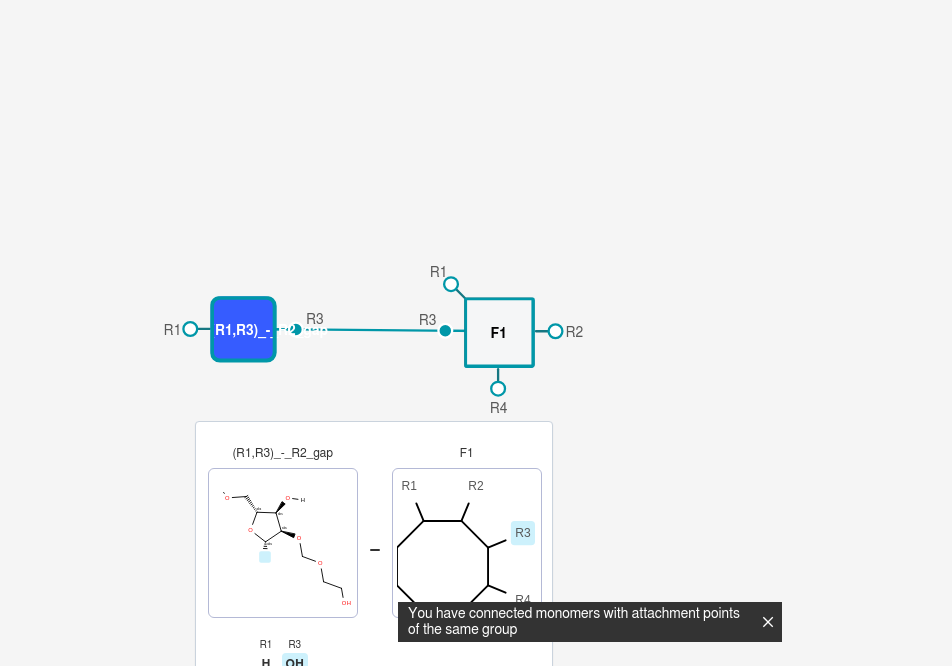 R1
R1
R3
R3
R1,R3)_-_R2_gap
F1
R2
R4
(R1,R3)_-_R2_gap
F1
R1
R2
R3
R4
O
O
H
O
O
O
OH
–
You have connected monomers with attachment points
of the same group
R1 R3
H OH